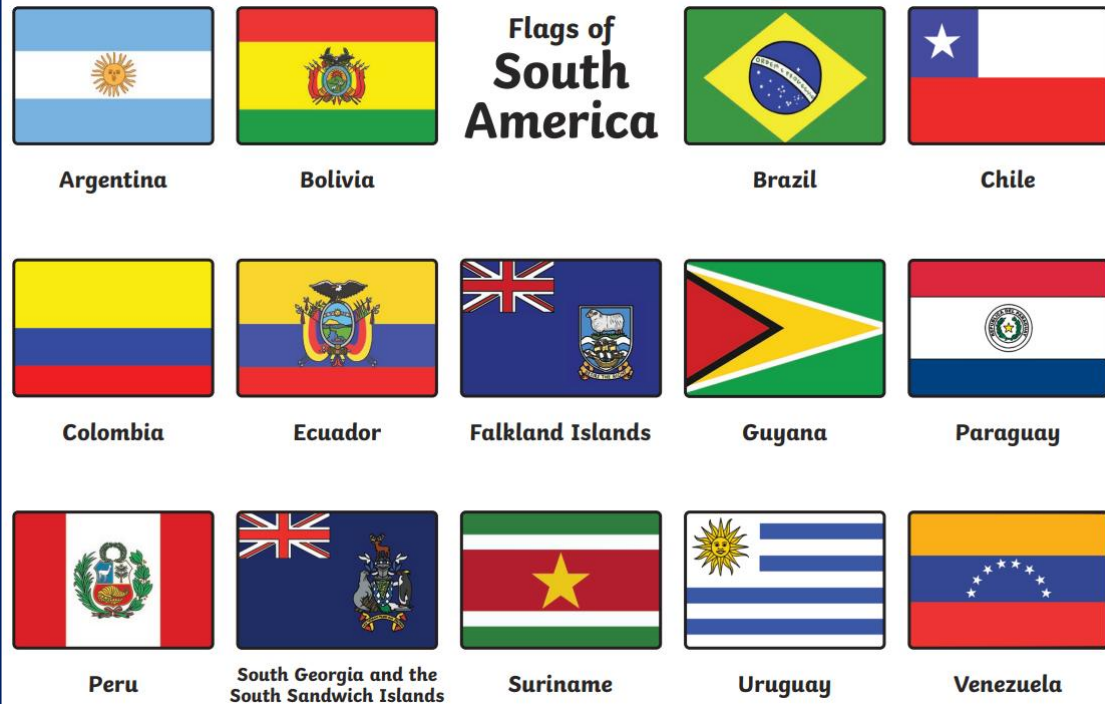 Flags of
South
America
Argentina
Bolivia
Brazil
Chile
Colombia
Ecuador
Falkland Islands
Guyana
Paraguay
Peru
South Georgia and the
South Sandwich Islands
Suriname
Uruguay
Venezuela